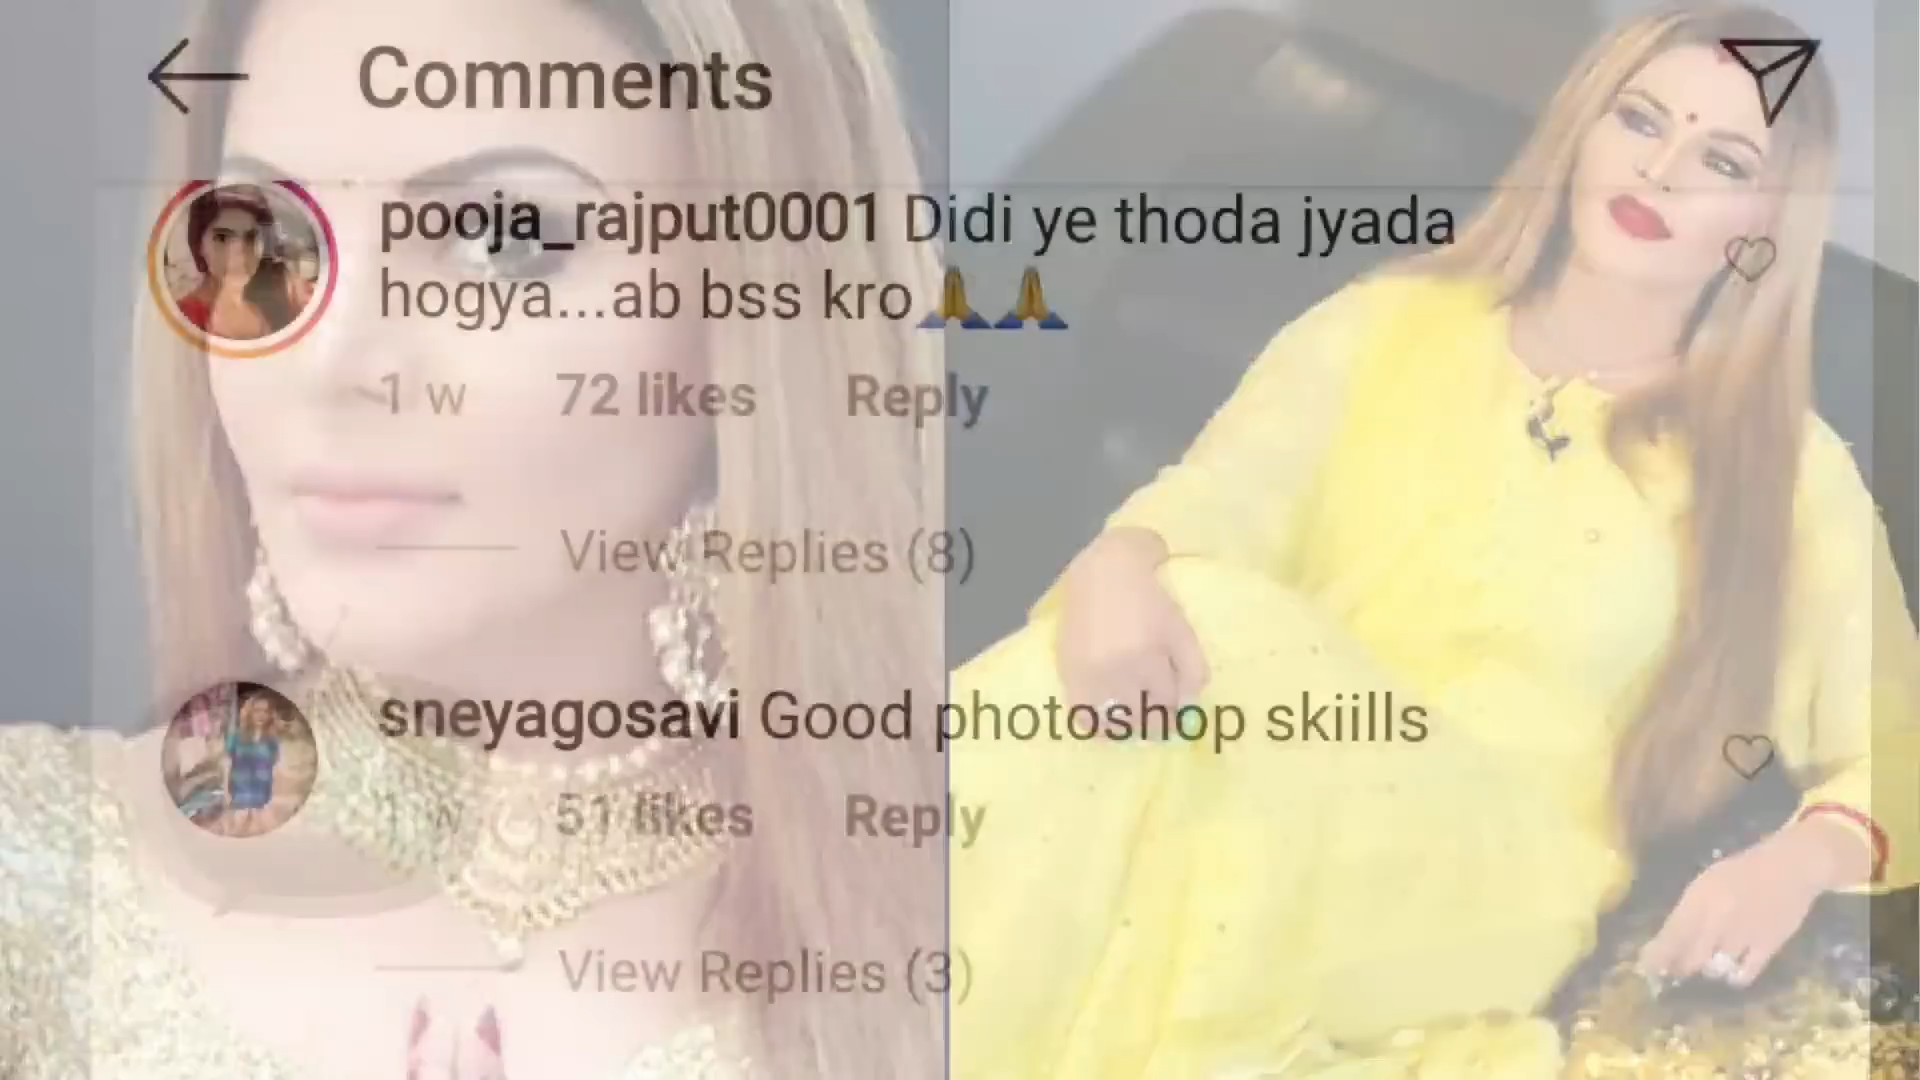 Comments
pooja_rajput0001 Didi ye thoda jyada
hogya...ab bss kro🙏🙏
1 w 72 likes Reply
View Replies (8)
sneyagosavi Good photoshop skiills
1 w 51 likes Reply
View Replies (3)